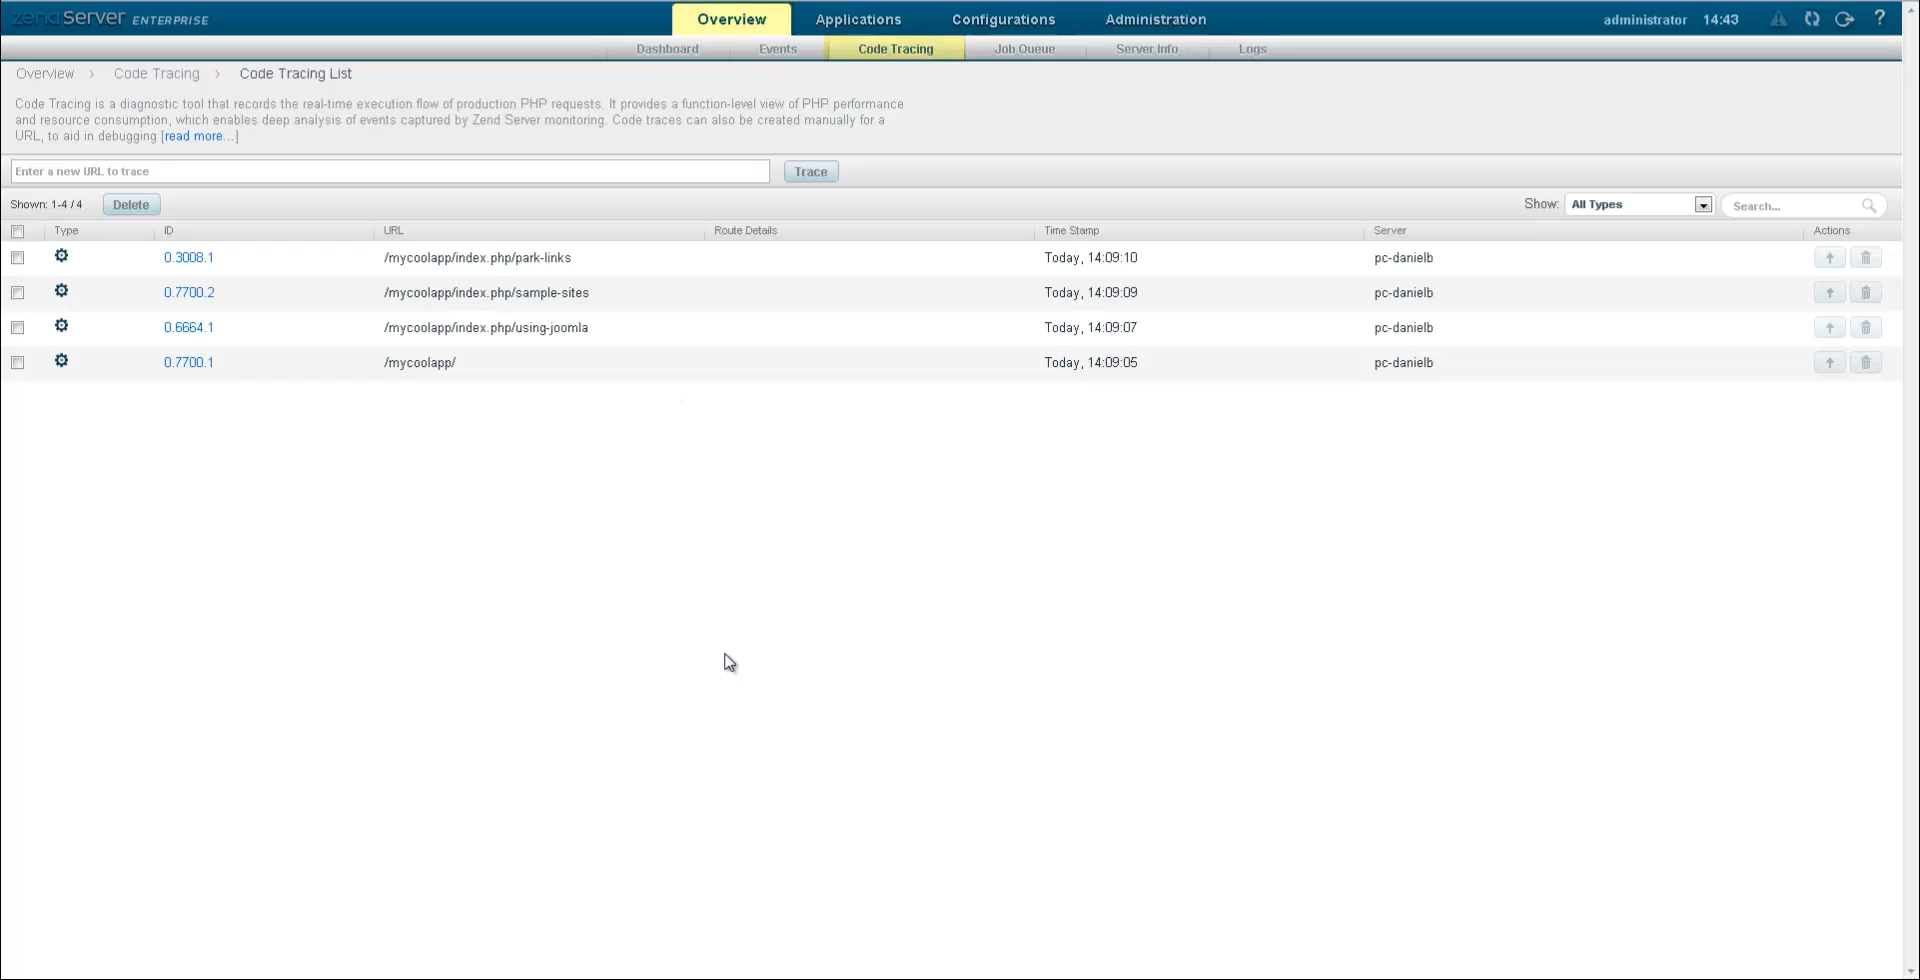 zend Server ENTERPRISE
Overview Applications Configurations Administration
administrator 14:43 ?
Dashboard Events Code Tracing Job Queue Server Info Logs
Overview > Code Tracing > Code Tracing List
Code Tracing is a diagnostic tool that records the real-time execution flow of production PHP requests. It provides a function-level view of PHP performance
and resource consumption, which enables deep analysis of events captured by Zend Server monitoring. Code traces can also be created manually for a
URL, to aid in debugging [read more...]
Enter a new URL to trace Trace
Shown: 1-4 / 4 Delete Show: All Types Search...
Type ID URL Route Details Time Stamp Server Actions
0.3008.1 /mycoolapp/index.php/park-links Today, 14:09:10 pc-danielb
0.7700.2 /mycoolapp/index.php/sample-sites Today, 14:09:09 pc-danielb
0.6664.1 /mycoolapp/index.php/using-joomla Today, 14:09:07 pc-danielb
0.7700.1 /mycoolapp/ Today, 14:09:05 pc-danielb